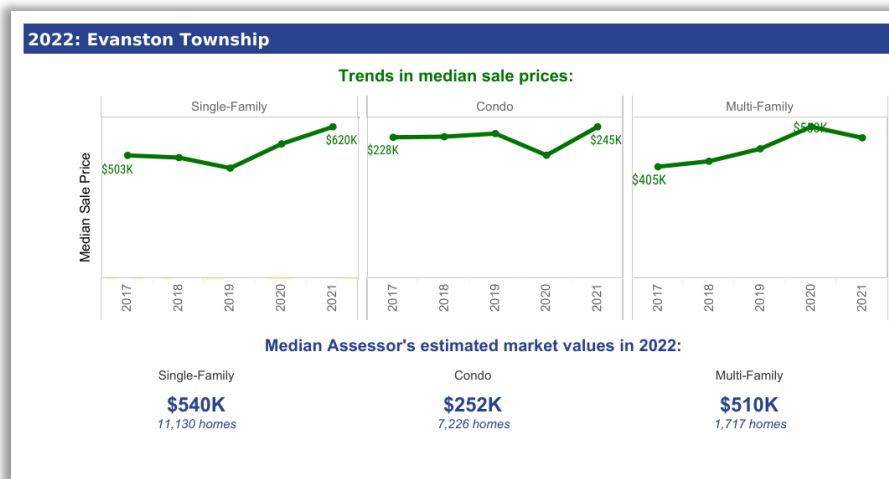 2022: Evanston Township
Trends in median sale prices:
Single-Family Condo Multi-Family
Median Sale Price
$503K $620K $228K $245K $405K
2017 2018 2019 2020 2021 2017 2018 2019 2020 2021 2017 2018 2019 2020 2021
Median Assessor's estimated market values in 2022:
Single-Family Condo Multi-Family
$540K $252K $510K
11,130 homes 7,226 homes 1,717 homes